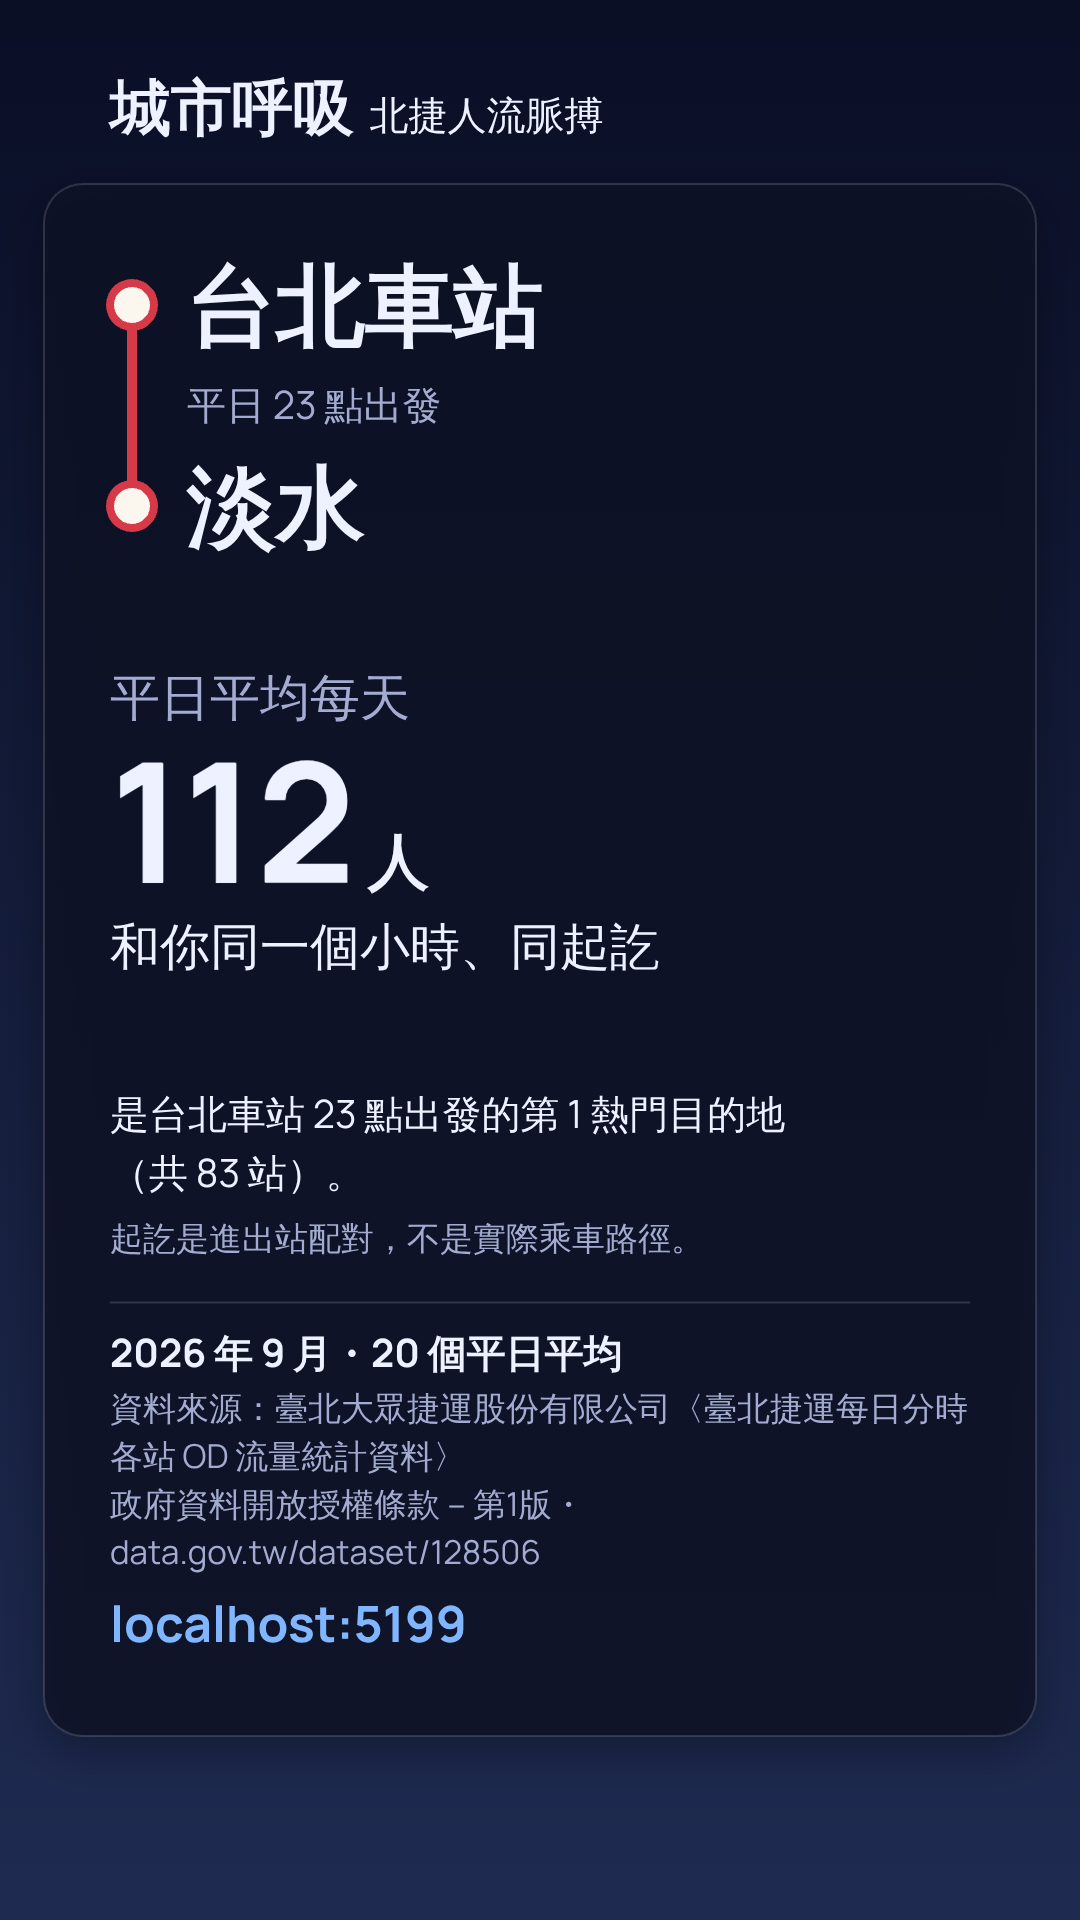 城市呼吸 北捷人流脈搏
台北車站
平日 23 點出發
淡水
平日平均每天
112 人
和你同一個小時、同起訖
是台北車站 23 點出發的第 1 熱門目的地
（共 83 站）。
起訖是進出站配對，不是實際乘車路徑。
2026 年 9 月・20 個平日平均
資料來源：臺北大眾捷運股份有限公司〈臺北捷運每日分時
各站 OD 流量統計資料〉
政府資料開放授權條款 – 第1版・
data.gov.tw/dataset/128506
localhost:5199